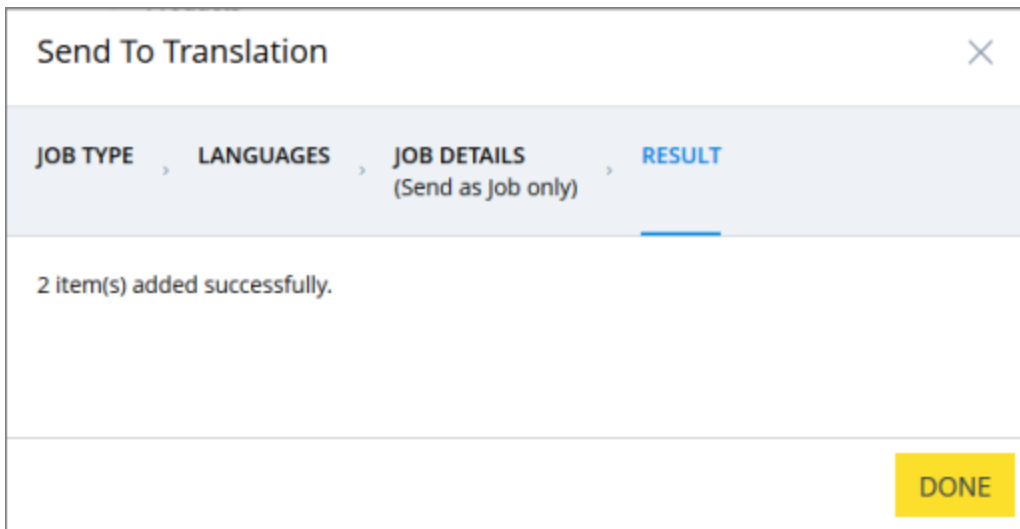 Send To Translation
JOB TYPE › LANGUAGES › JOB DETAILS › RESULT
(Send as Job only)
2 item(s) added successfully.
DONE